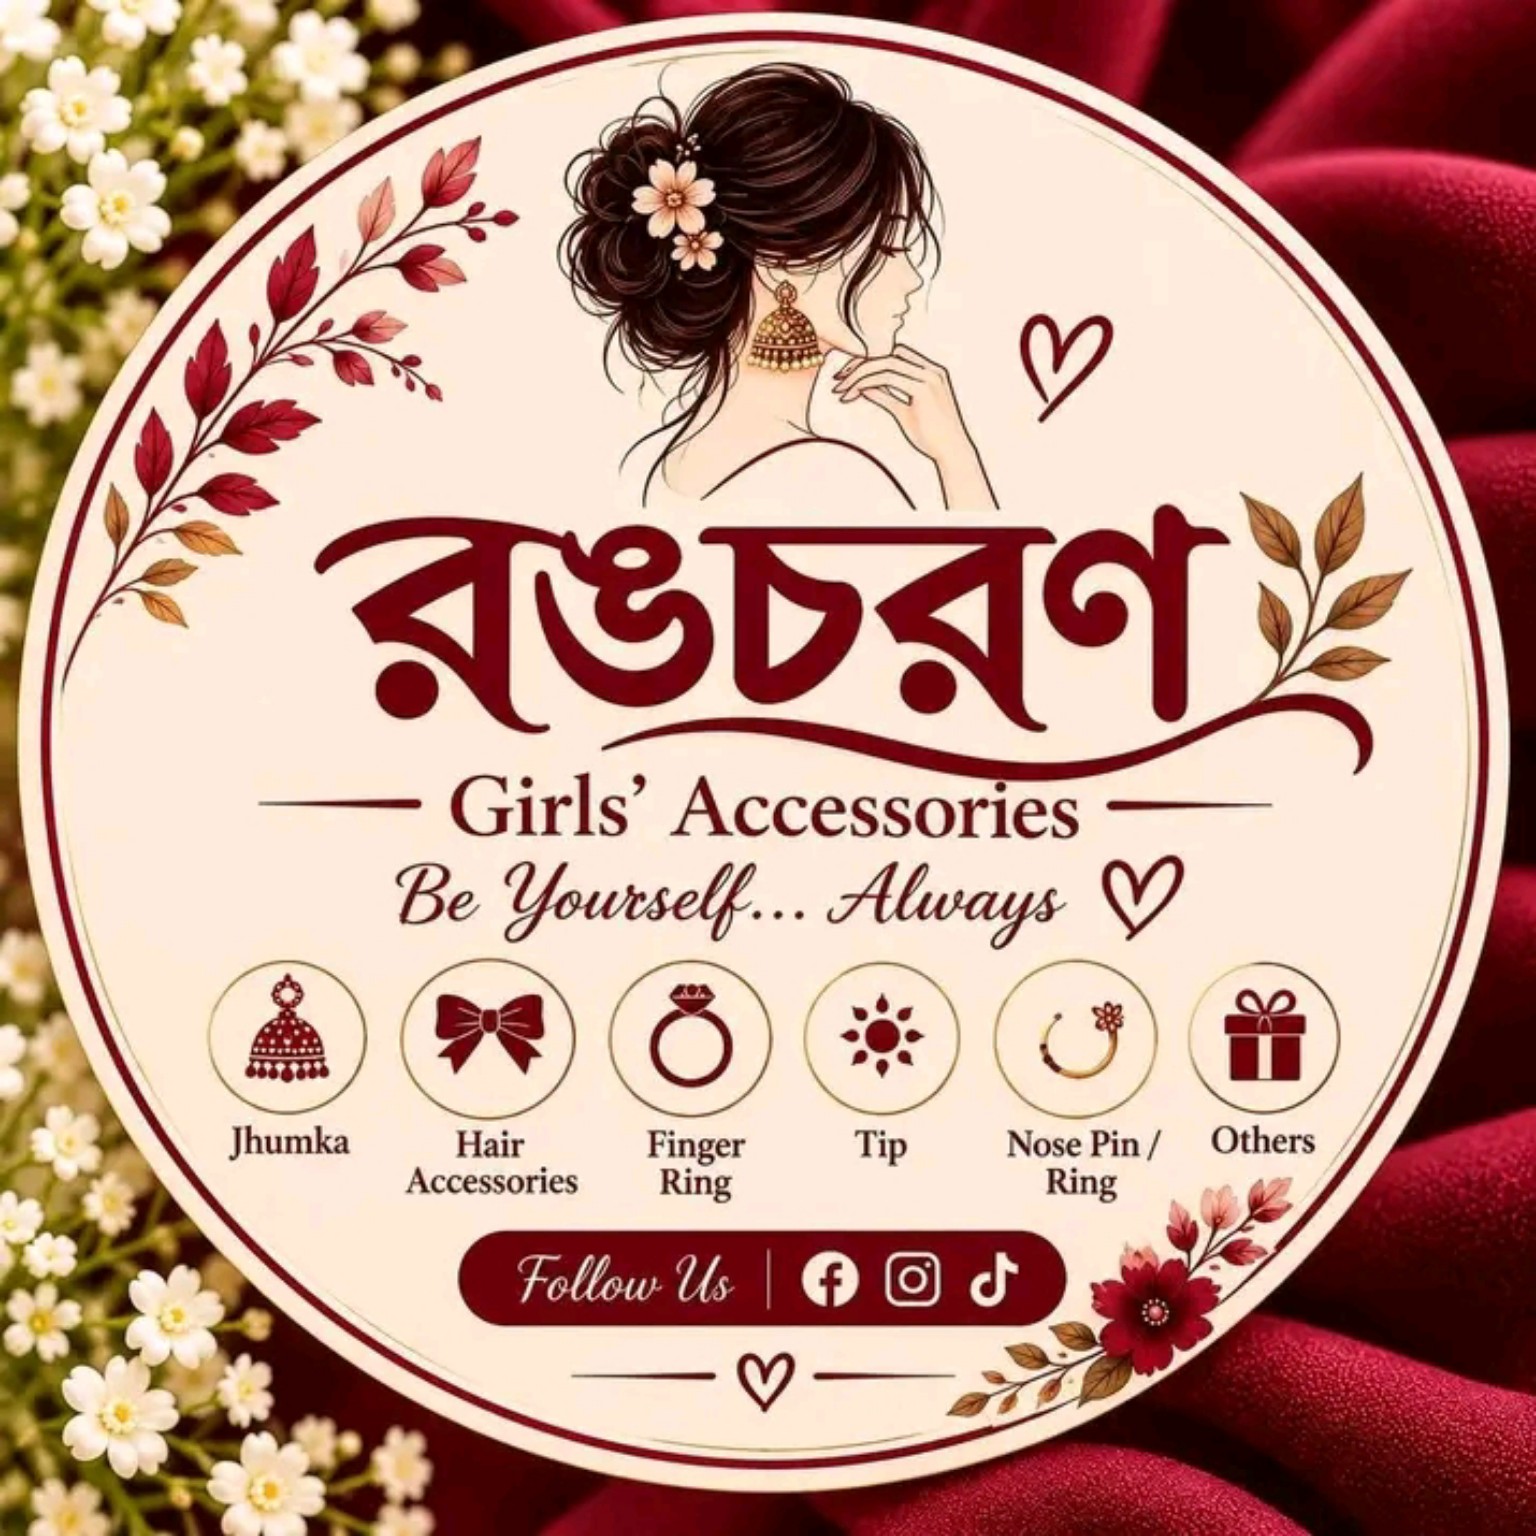 রঙচরণ
Girls' Accessories
Be Yourself... Always
Jhumka
Hair
Accessories
Finger
Ring
Tip
Nose Pin /
Ring
Others
Follow Us